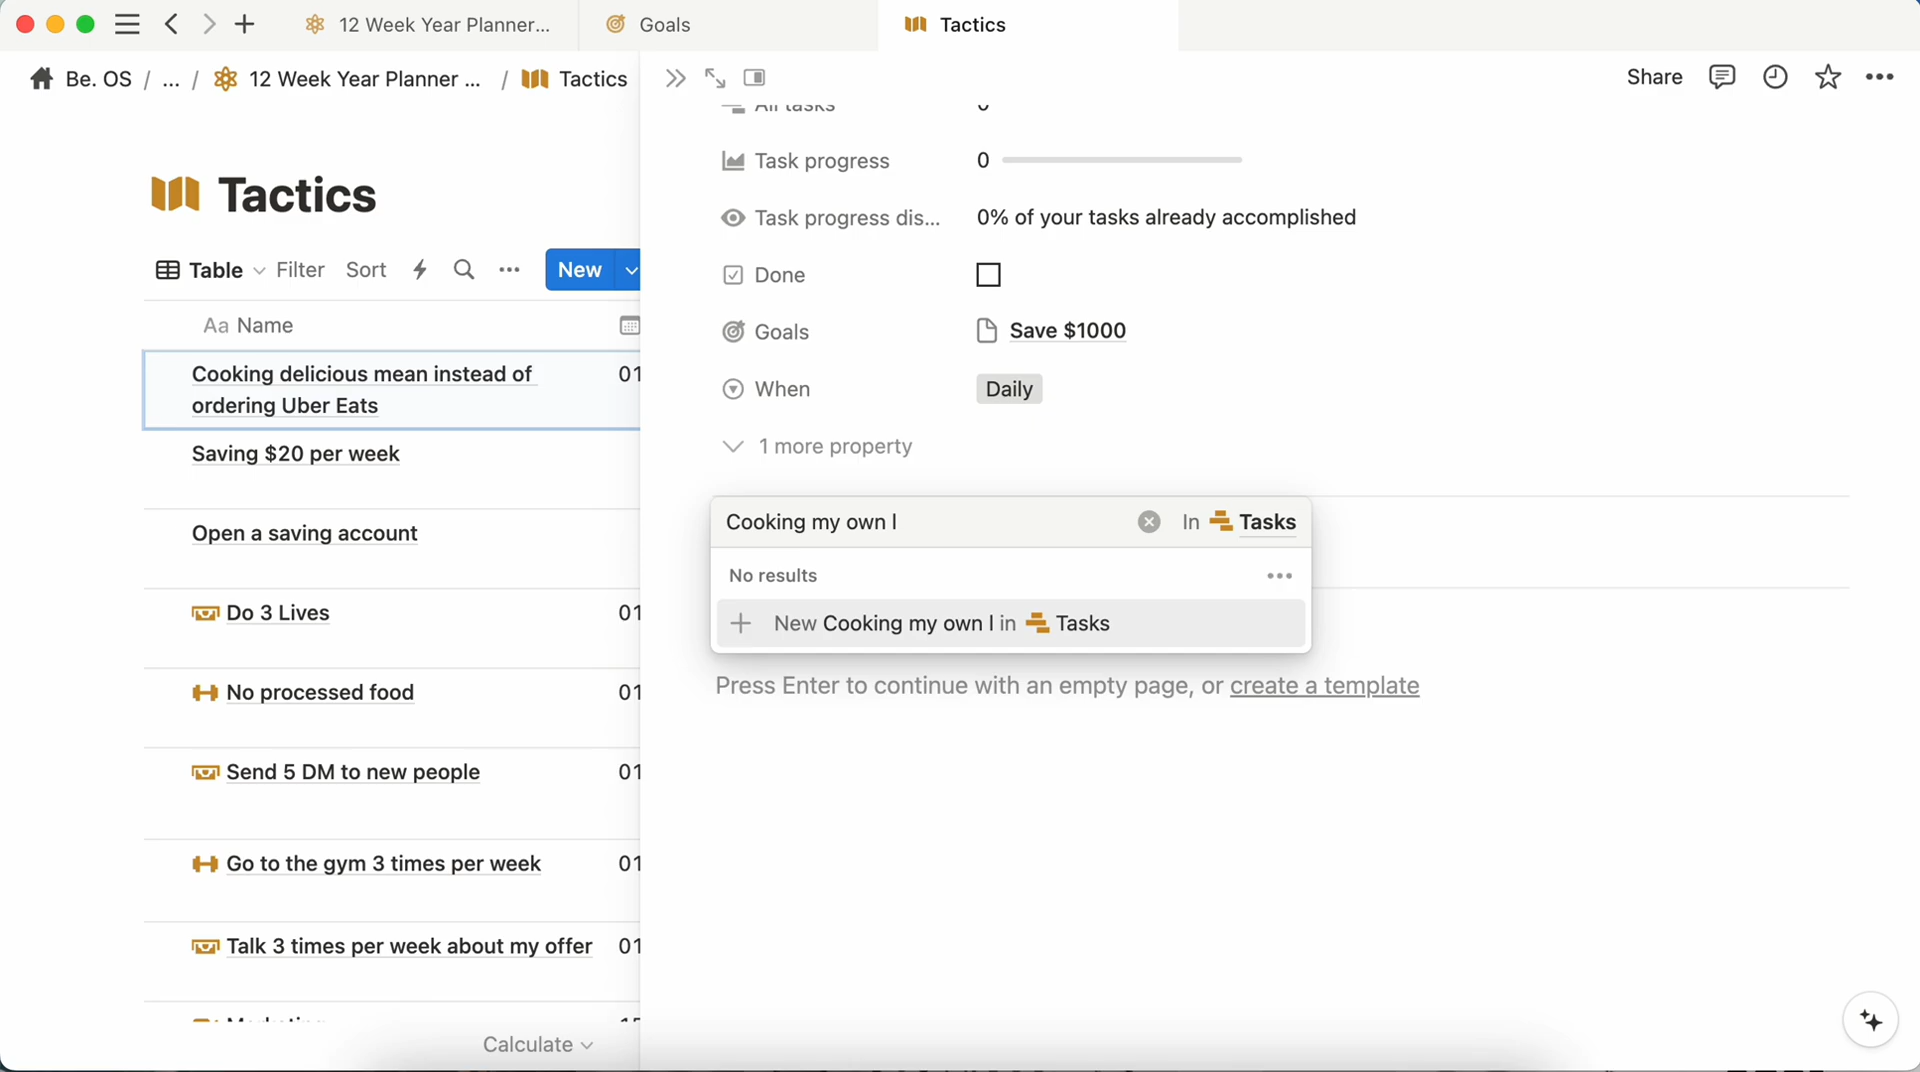 12 Week Year Planner...
Goals
Tactics
Be. OS / ... / 12 Week Year Planner ... / Tactics
Share
Tactics
Table
Filter
Sort
New
Aa Name
Cooking delicious mean instead of
ordering Uber Eats
01
Saving $20 per week
Open a saving account
Do 3 Lives
01
No processed food
01
Send 5 DM to new people
01
Go to the gym 3 times per week
01
Talk 3 times per week about my offer
01
Marketing
15
Calculate
All tasks
0
Task progress
0
Task progress dis...
0% of your tasks already accomplished
Done
Goals
Save $1000
When
Daily
1 more property
Cooking my own l
In Tasks
No results
New Cooking my own l in Tasks
Press Enter to continue with an empty page, or create a template